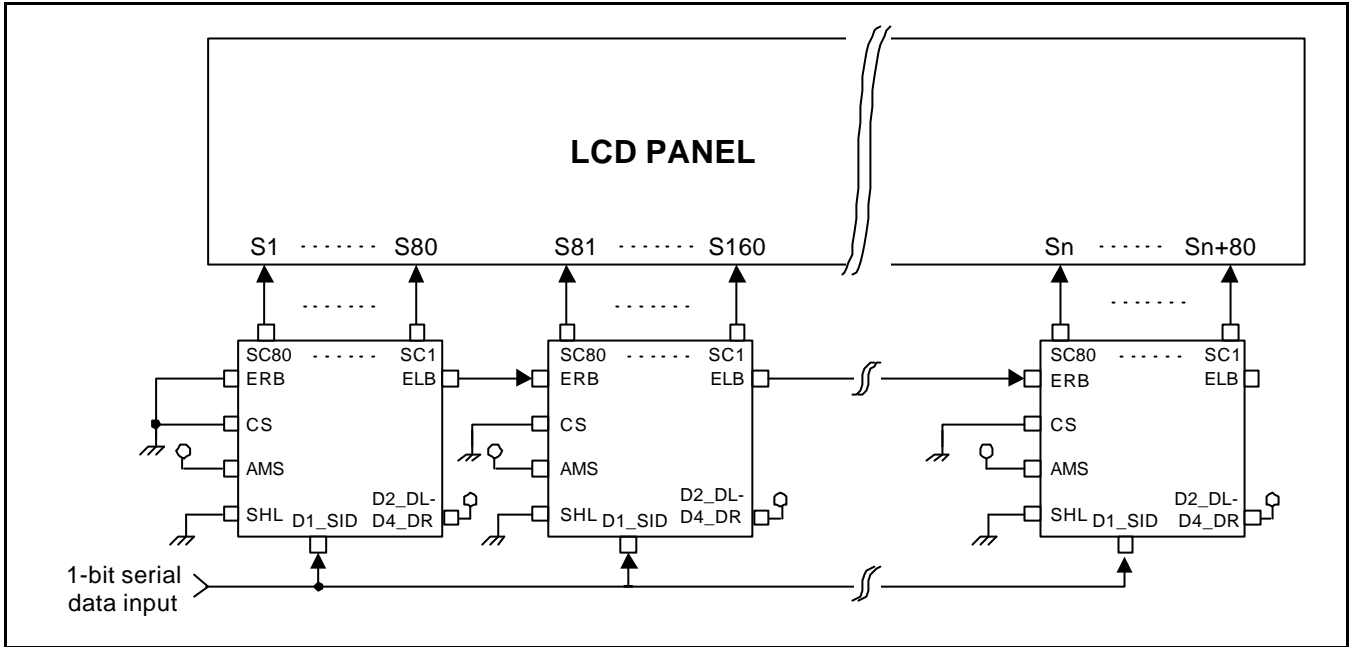 LCD PANEL
S1 ······· S80 S81 ······· S160 Sn ······ Sn+80
······· ······· ·······
SC80 ······ SC1 SC80 ······ SC1 SC80 ······ SC1
ERB ELB ERB ELB ERB ELB
CS CS CS
AMS AMS AMS
D2_DL- D2_DL- D2_DL-
SHL D1_SID D4_DR SHL D1_SID D4_DR SHL D1_SID D4_DR
1-bit serial
data input